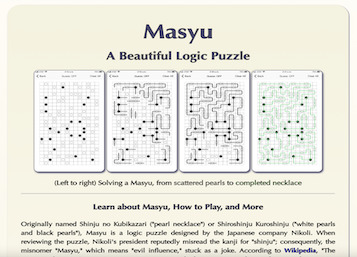 Masyu
A Beautiful Logic Puzzle
(Left to right) Solving a Masyu, from scattered pearls to completed necklace
Learn about Masyu, How to Play, and More
Originally named Shinju no Kubikazari ("pearl necklace") or Shiroshinju Kuroshinju ("white pearls
and black pearls"), Masyu is a logic puzzle designed by the Japanese company Nikoli. When
reviewing the puzzle, Nikoli's president reputedly misread the kanji for "shinju"; consequently, the
misnomer "Masyu," which means "evil influence," stuck as a joke. According to Wikipedia, "The